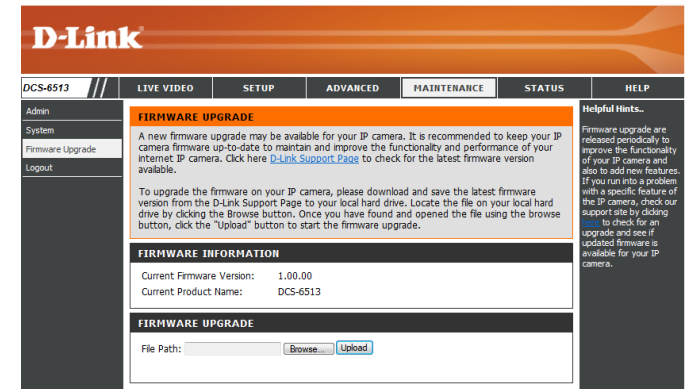 D-Link
DCS-6513
LIVE VIDEO
SETUP
ADVANCED
MAINTENANCE
STATUS
HELP
Admin
System
Firmware Upgrade
Logout
FIRMWARE UPGRADE
A new firmware upgrade may be available for your IP camera. It is recommended to keep your IP
camera firmware up-to-date to maintain and improve the functionality and performance of your
internet IP camera. Click here D-Link Support Page to check for the latest firmware version
available.
To upgrade the firmware on your IP camera, please download and save the latest firmware
version from the D-Link Support Page to your local hard drive. Locate the file on your local hard
drive by clicking the Browse button. Once you have found and opened the file using the browse
button, click the "Upload" button to start the firmware upgrade.
FIRMWARE INFORMATION
Current Firmware Version: 1.00.00
Current Product Name: DCS-6513
FIRMWARE UPGRADE
File Path: Browse... Upload
Helpful Hints..
Firmware upgrade are
released periodically to
improve the functionality
of your IP camera and
also to add new features.
If you run into a problem
with a specific feature of
the IP camera, check our
support site by clicking
here to check for an
upgrade and see if
updated firmware is
available for your IP
camera.